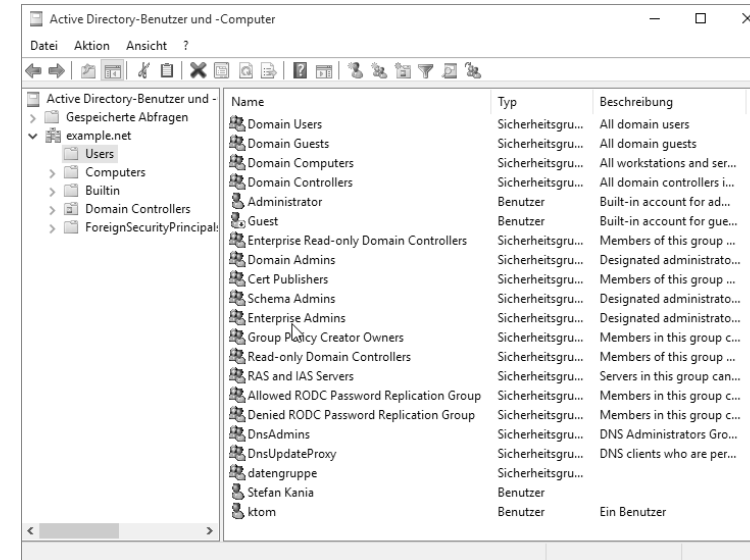 Active Directory-Benutzer und -Computer
Datei Aktion Ansicht ?
Active Directory-Benutzer und -
Gespeicherte Abfragen
example.net
Users
Computers
Builtin
Domain Controllers
ForeignSecurityPrincipals
Name Typ Beschreibung
Domain Users Sicherheitsgru... All domain users
Domain Guests Sicherheitsgru... All domain guests
Domain Computers Sicherheitsgru... All workstations and ser...
Domain Controllers Sicherheitsgru... All domain controllers i...
Administrator Benutzer Built-in account for ad...
Guest Benutzer Built-in account for gue...
Enterprise Read-only Domain Controllers Sicherheitsgru... Members of this group ...
Domain Admins Sicherheitsgru... Designated administrato...
Cert Publishers Sicherheitsgru... Members of this group ...
Schema Admins Sicherheitsgru... Designated administrato...
Enterprise Admins Sicherheitsgru... Designated administrato...
Group Policy Creator Owners Sicherheitsgru... Members in this group c...
Read-only Domain Controllers Sicherheitsgru... Members of this group ...
RAS and IAS Servers Sicherheitsgru... Servers in this group can...
Allowed RODC Password Replication Group Sicherheitsgru... Members in this group c...
Denied RODC Password Replication Group Sicherheitsgru... Members in this group c...
DnsAdmins Sicherheitsgru... DNS Administrators Gro...
DnsUpdateProxy Sicherheitsgru... DNS clients who are per...
datengruppe Sicherheitsgru...
Stefan Kania Benutzer
ktom Benutzer Ein Benutzer